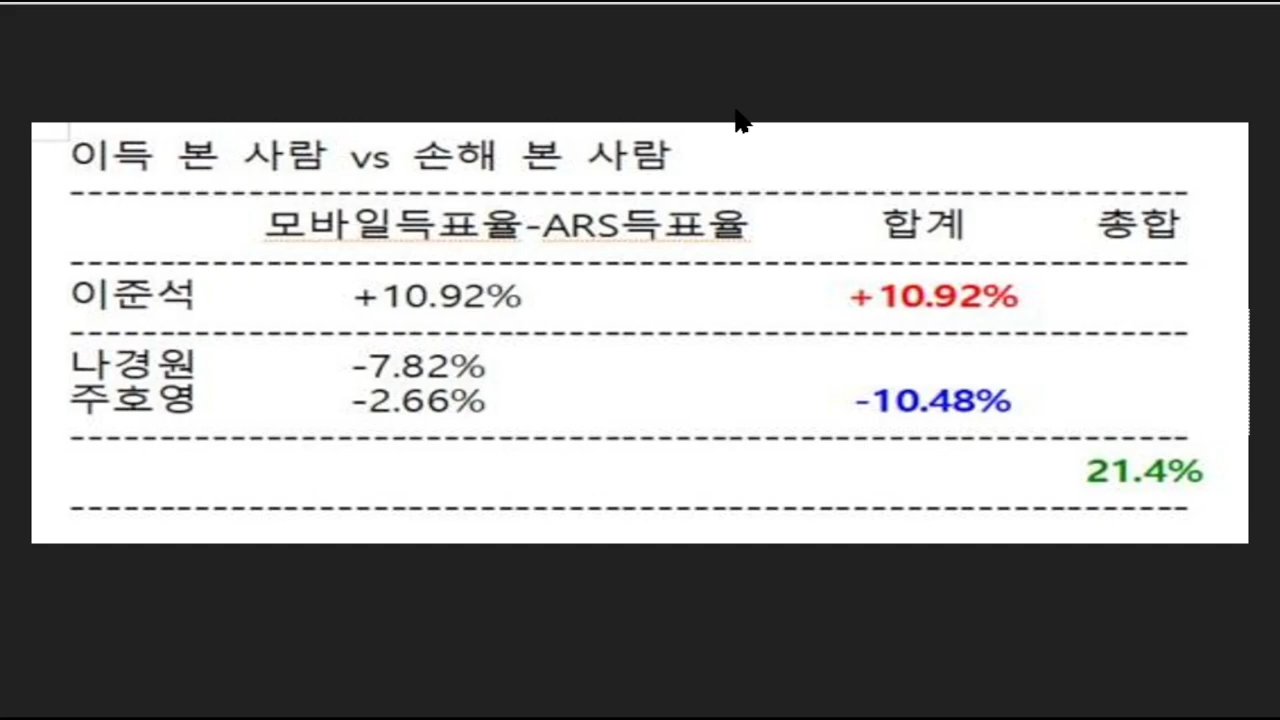 이득 본 사람 vs 손해 본 사람
모바일득표율-ARS득표율 합계 총합
이준석 +10.92% +10.92%
나경원 -7.82%
주호영 -2.66% -10.48%
21.4%